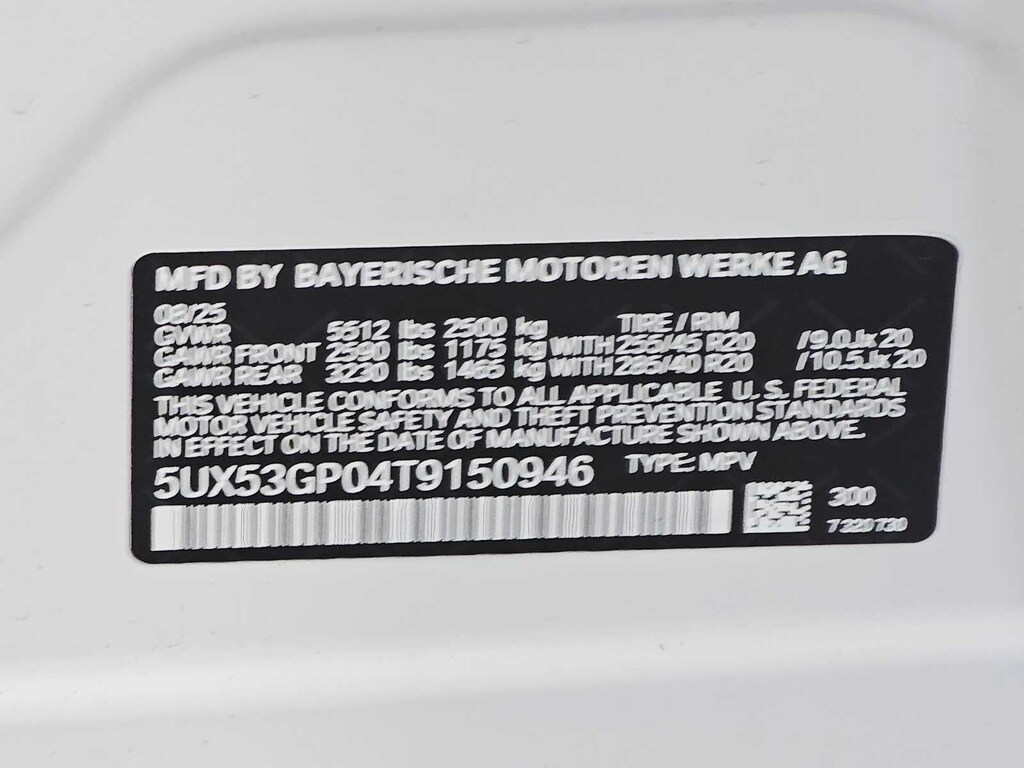 MFD BY BAYERISCHE MOTOREN WERKE AG
08/25
GVWR 5512 lbs 2500 kg TIRE / RIM
GAWR FRONT 2590 lbs 1175 kg WITH 255/45 R20 /9.0Jx20
GAWR REAR 3230 lbs 1465 kg WITH 285/40 R20 /10.5Jx20
THIS VEHICLE CONFORMS TO ALL APPLICABLE U. S. FEDERAL
MOTOR VEHICLE SAFETY AND THEFT PREVENTION STANDARDS
IN EFFECT ON THE DATE OF MANUFACTURE SHOWN ABOVE.
5UX53GP04T9150946 TYPE: MPV
300
7320730